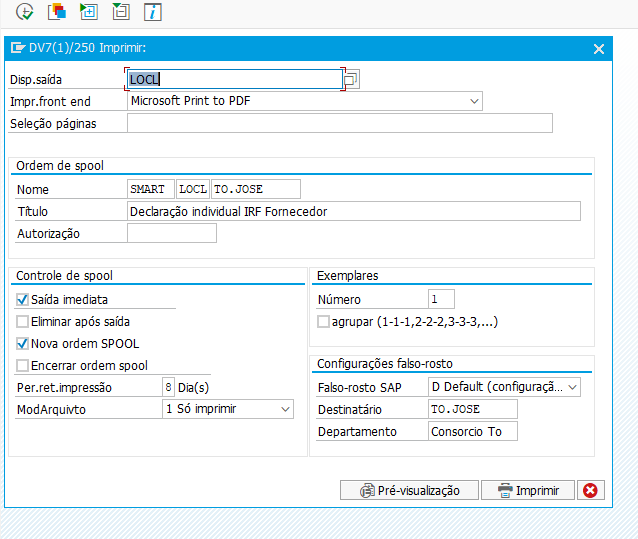 DV7(1)/250 Imprimir:
Disp.saída LOCL
Impr.front end Microsoft Print to PDF
Seleção páginas
Ordem de spool
Nome SMART LOCL TO.JOSE
Título Declaração individual IRF Fornecedor
Autorização
Controle de spool
Saída imediata
Eliminar após saída
Nova ordem SPOOL
Encerrar ordem spool
Per.ret.impressão 8 Dia(s)
ModArquivto 1 Só imprimir
Exemplares
Número 1
agrupar (1-1-1,2-2-2,3-3-3,...)
Configurações falso-rosto
Falso-rosto SAP D Default (configuraçã...
Destinatário TO.JOSE
Departamento Consorcio To
Pré-visualização Imprimir